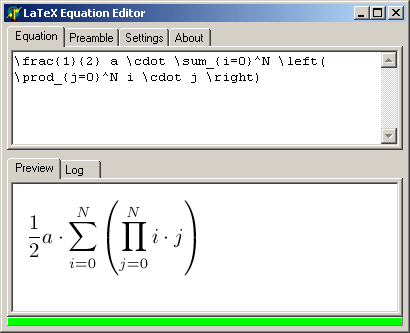 LaTeX Equation Editor
Equation Preamble Settings About
\frac{1}{2} a \cdot \sum_{i=0}^N \left(
\prod_{j=0}^N i \cdot j \right)
Preview Log
\frac{1}{2} a \cdot \sum_{i=0}^{N} \left( \prod_{j=0}^{N} i \cdot j \right)